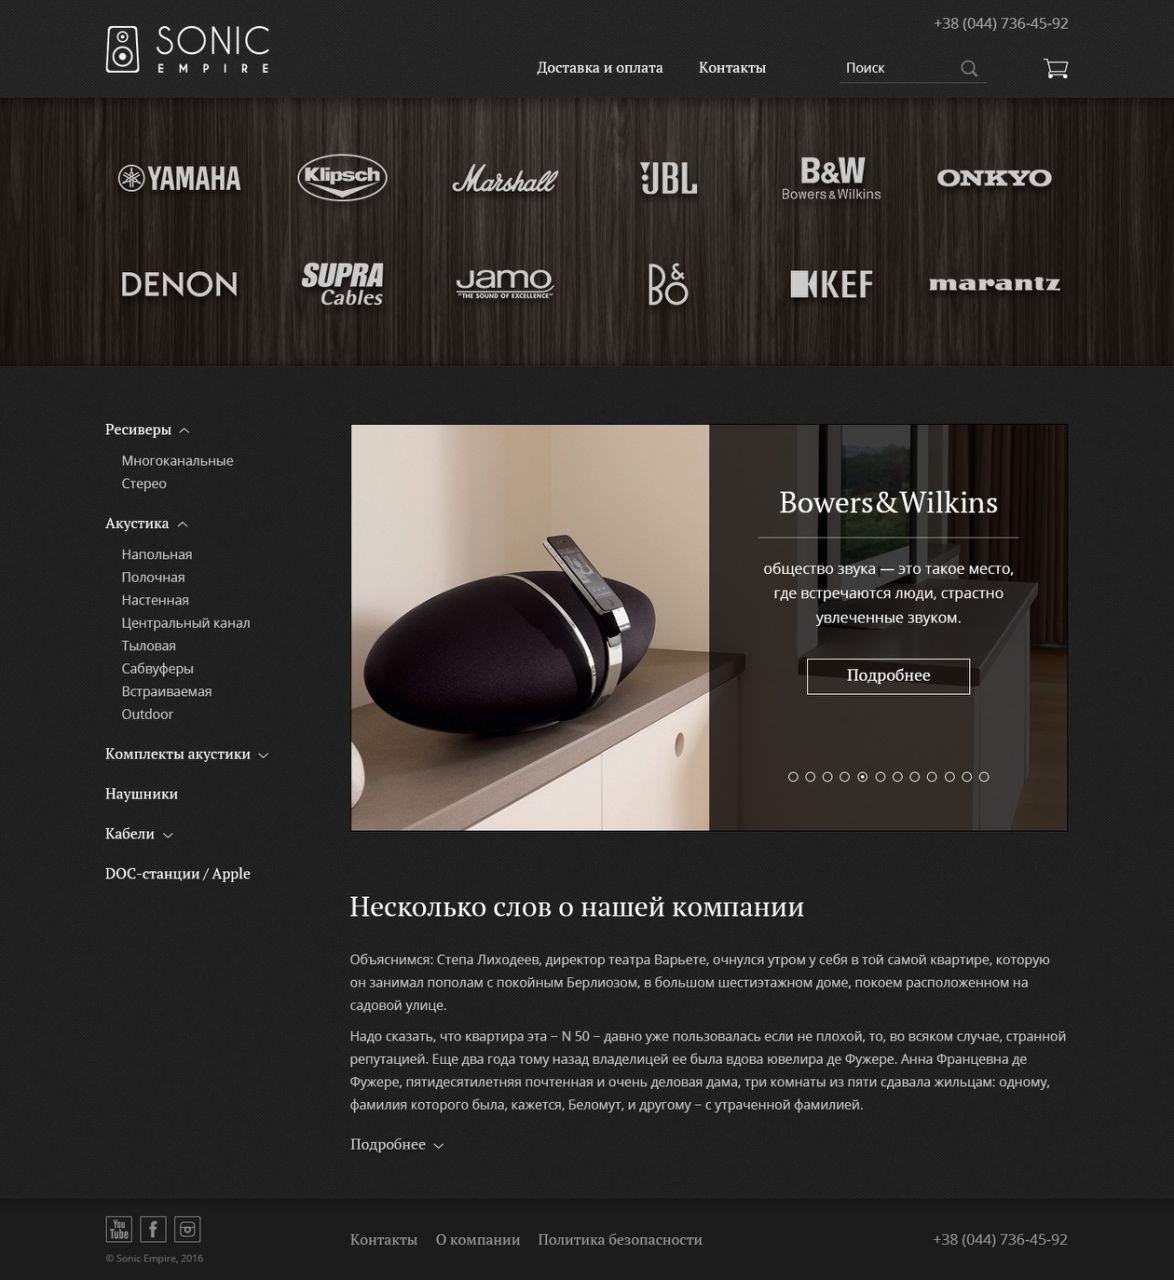 SONIC
EMPIRE
+38 (044) 736-45-92
Доставка и оплата
Контакты
Поиск
YAMAHA
Klipsch
Marshall
JBL
B&W
Bowers & Wilkins
ONKYO
DENON
SUPRA
Cables
Jamo
"THE SOUND OF EXCELLENCE"
B&O
KEF
marantz
Ресиверы
Многоканальные
Стерео
Акустика
Напольная
Полочная
Настенная
Центральный канал
Тыловая
Сабвуферы
Встраиваемая
Outdoor
Комплекты акустики
Наушники
Кабели
DOC-станции / Apple
Bowers&Wilkins
общество звука — это такое место,
где встречаются люди, страстно
увлеченные звуком.
Подробнее
Несколько слов о нашей компании
Объяснимся: Степа Лиходеев, директор театра Варьете, очнулся утром у себя в той самой квартире, которую
он занимал пополам с покойным Берлиозом, в большом шестиэтажном доме, покоем расположенном на
садовой улице.
Надо сказать, что квартира эта – N 50 – давно уже пользовалась если не плохой, то, во всяком случае, странной
репутацией. Еще два года тому назад владелицей ее была вдова ювелира де Фужере. Анна Францевна де
Фужере, пятидесятилетняя почтенная и очень деловая дама, три комнаты из пяти сдавала жильцам: одному,
фамилия которого была, кажется, Беломут, и другому – с утраченной фамилией.
Подробнее
You
Tube
f
© Sonic Empire, 2016
Контакты
О компании
Политика безопасности
+38 (044) 736-45-92